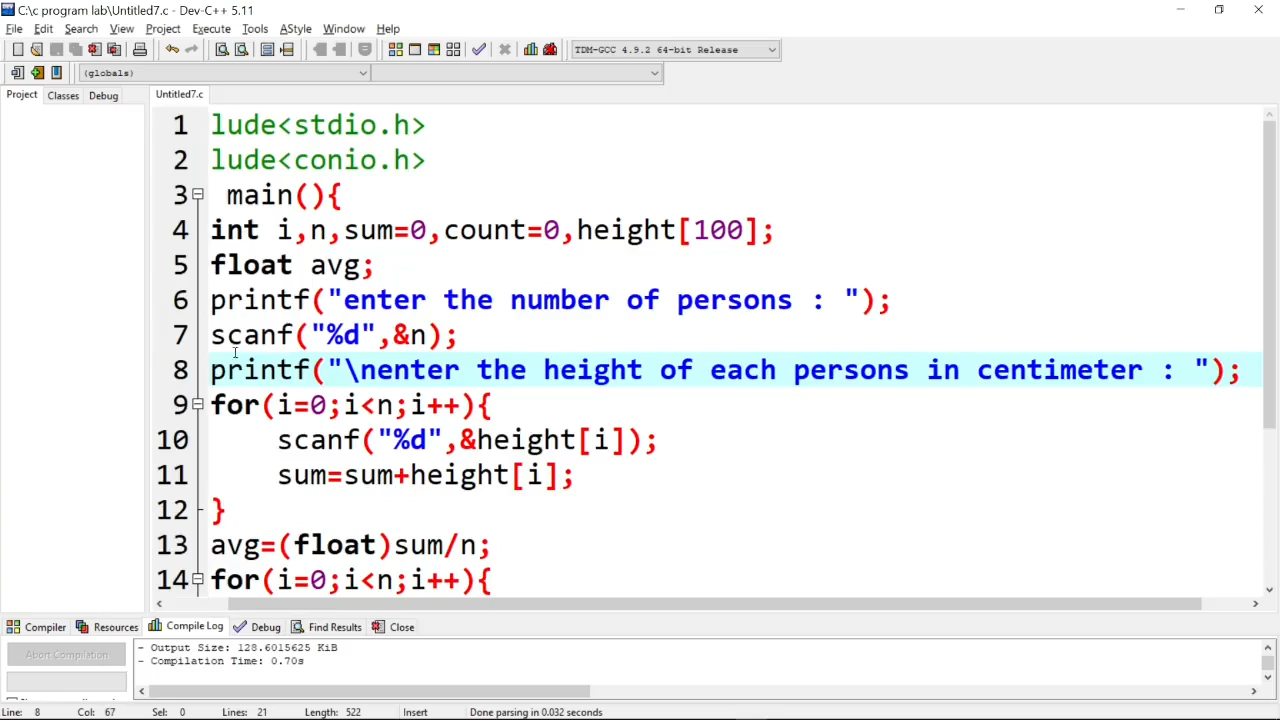 C:\c program lab\Untitled7.c - Dev-C++ 5.11
File Edit Search View Project Execute Tools AStyle Window Help
TDM-GCC 4.9.2 64-bit Release
(globals)
Project Classes Debug Untitled7.c
1 lude<stdio.h>
2 lude<conio.h>
3 main(){
4 int i,n,sum=0,count=0,height[100];
5 float avg;
6 printf("enter the number of persons : ");
7 scanf("%d",&n);
8 printf("\nenter the height of each persons in centimeter : ");
9 for(i=0;i<n;i++){
10 scanf("%d",&height[i]);
11 sum=sum+height[i];
12 }
13 avg=(float)sum/n;
14 for(i=0;i<n;i++){
Compiler Resources Compile Log Debug Find Results Close
Abort Compilation
- Output Size: 128.6015625 KiB
- Compilation Time: 0.70s
Line: 8 Col: 67 Sel: 0 Lines: 21 Length: 522 Insert Done parsing in 0.032 seconds